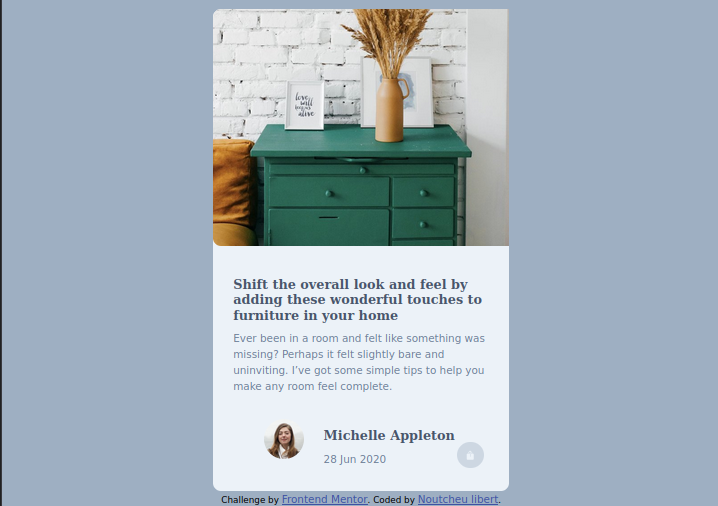 love
will
alive
Shift the overall look and feel by
adding these wonderful touches to
furniture in your home
Ever been in a room and felt like something was
missing? Perhaps it felt slightly bare and
uninviting. I’ve got some simple tips to help you
make any room feel complete.
Michelle Appleton
28 Jun 2020
Challenge by Frontend Mentor. Coded by Noutcheu libert.